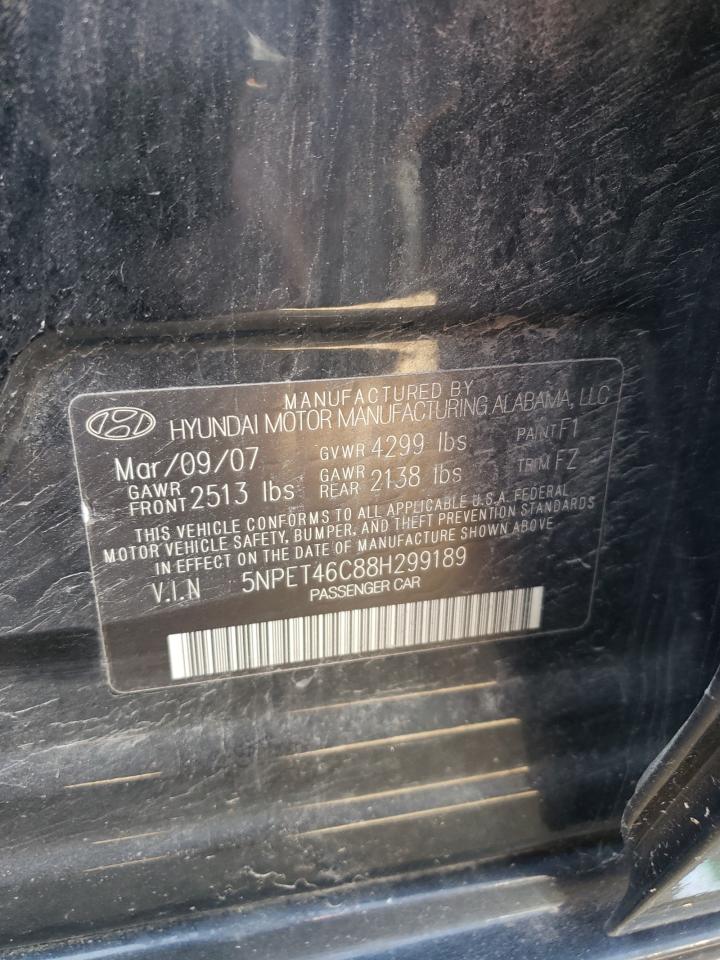 MANUFACTURED BY
HYUNDAI MOTOR MANUFACTURING ALABAMA, LLC
Mar/09/07 GVWR 4299 lbs PAINT F1
GAWR FRONT 2513 lbs GAWR REAR 2138 lbs TRIM FZ
THIS VEHICLE CONFORMS TO ALL APPLICABLE U.S.A. FEDERAL
MOTOR VEHICLE SAFETY, BUMPER, AND THEFT PREVENTION STANDARDS
IN EFFECT ON THE DATE OF MANUFACTURE SHOWN ABOVE
V.I.N 5NPET46C88H299189
PASSENGER CAR